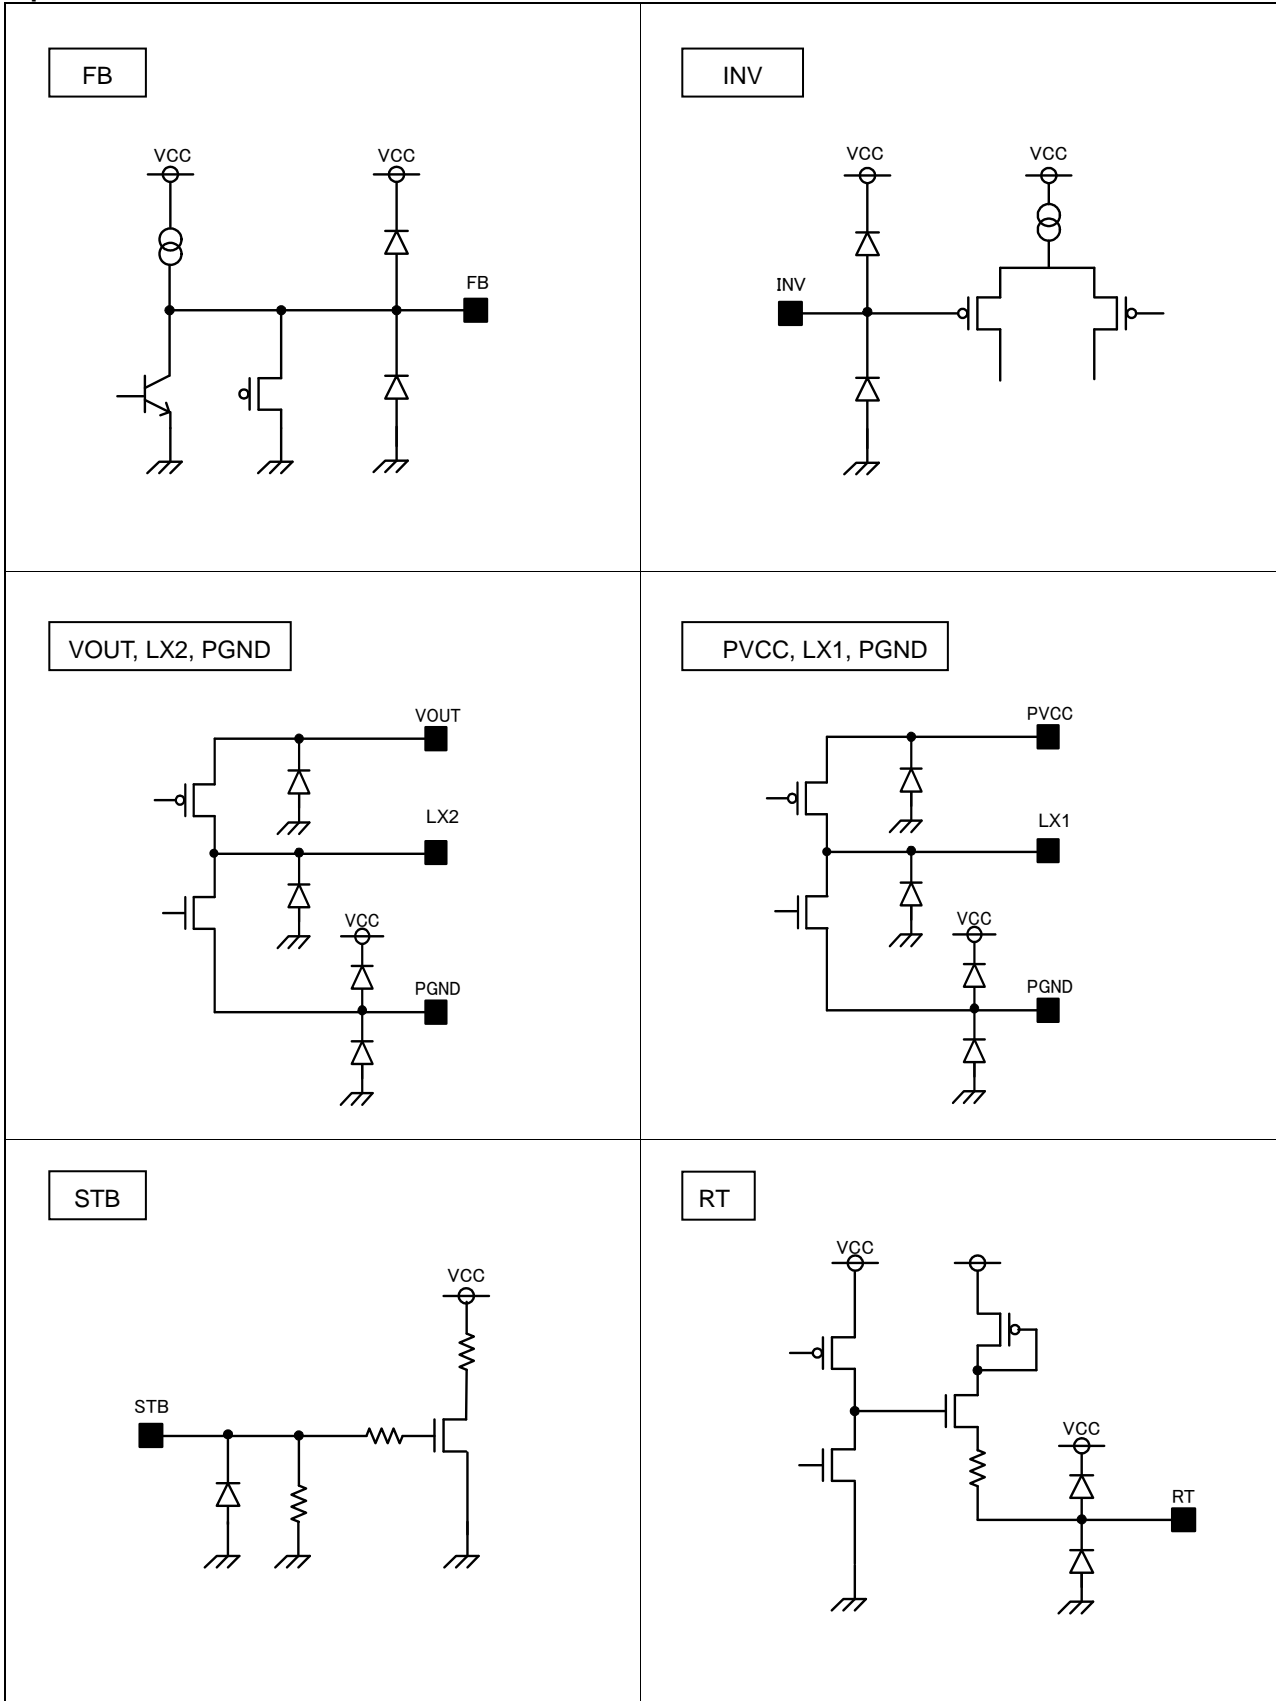 FB
VCC
VCC
FB
INV
VCC
VCC
INV
VOUT, LX2, PGND
VOUT
LX2
VCC
PGND
PVCC, LX1, PGND
PVCC
LX1
VCC
PGND
STB
VCC
STB
RT
VCC
VCC
RT